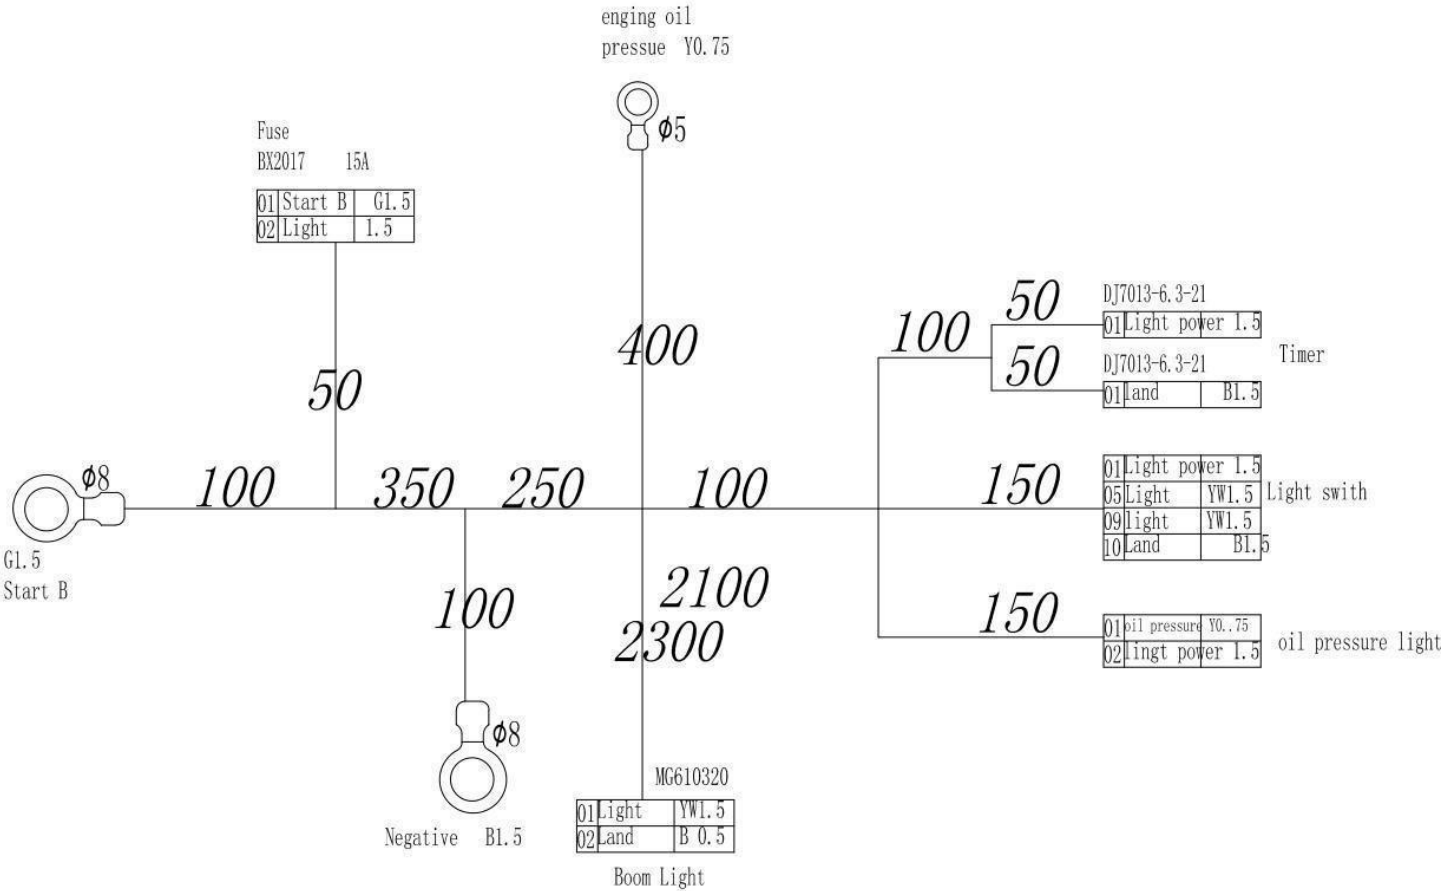 enging oil
pressue Y0.75
ϕ5
Fuse
BX2017 15A
01 Start B G1.5
02 Light 1.5
50
400
100
50
DJ7013-6.3-21
01 Light power 1.5
50
DJ7013-6.3-21
01 land B1.5
Timer
ϕ8
100
350
250
100
150
G1.5
Start B
01 Light power 1.5
05 Light YW1.5
09 light YW1.5
10 Land B1.5
Light swith
100
2100
2300
150
01 oil pressure Y0..75
02 lingt power 1.5
oil pressure light
ϕ8
Negative B1.5
MG610320
01 Light YW1.5
02 Land B 0.5
Boom Light